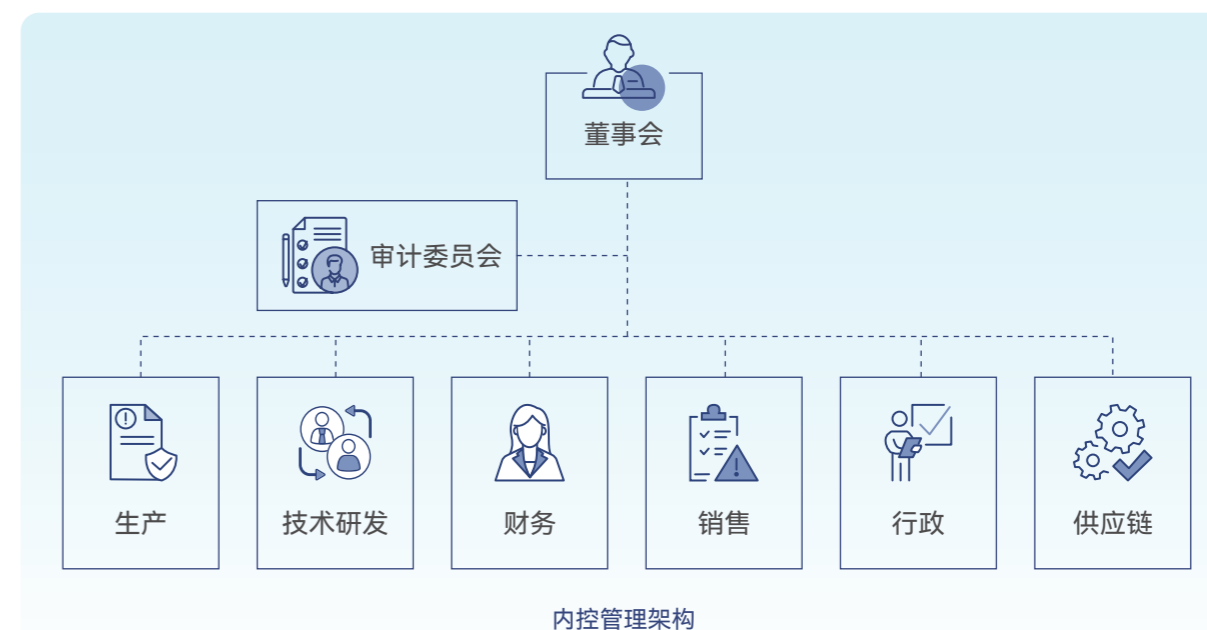 董事会
审计委员会
生产
技术研发
财务
销售
行政
供应链
内控管理架构